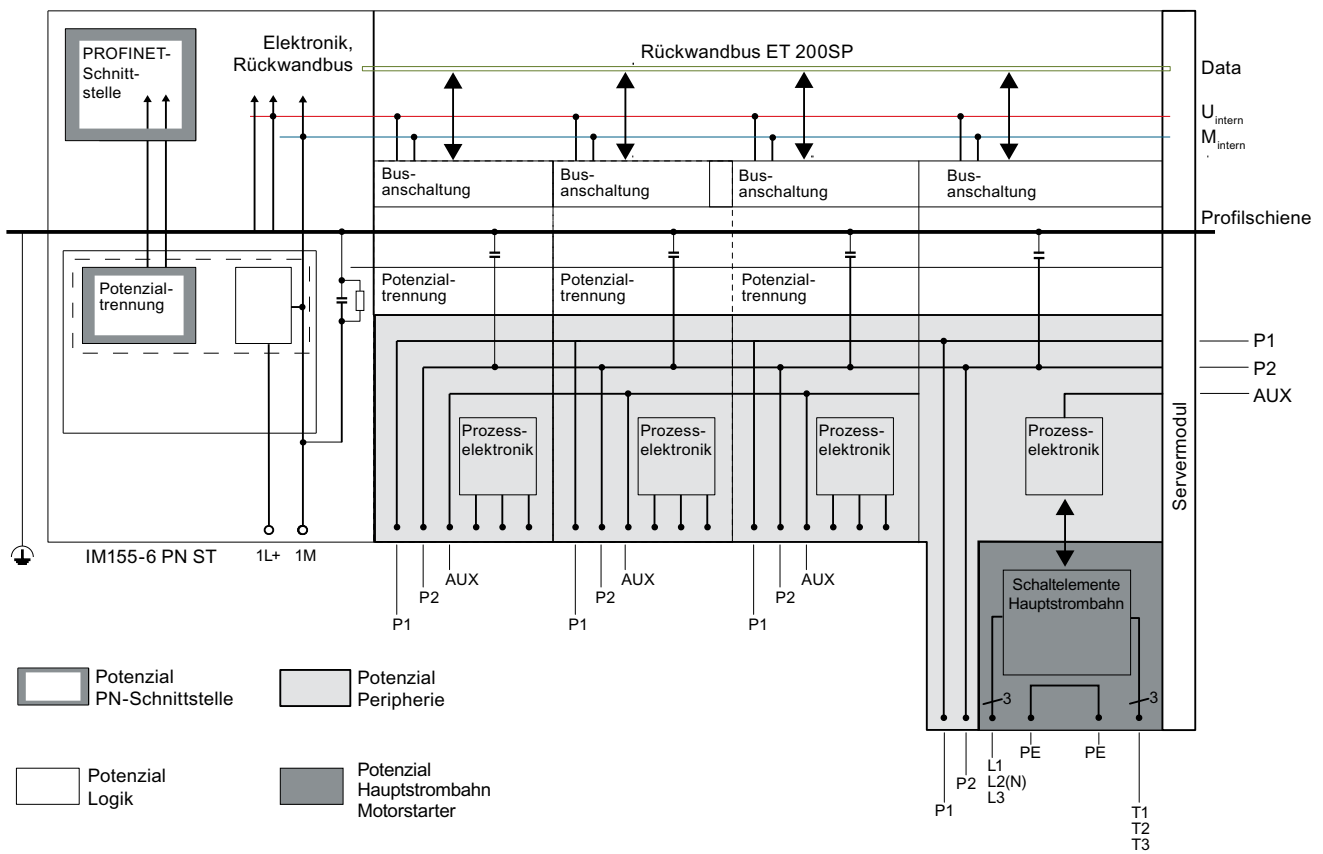 PROFINET-
Schnitt-
stelle
Elektronik,
Rückwandbus
Rückwandbus ET 200SP
Data
Uintern
Mintern
Bus-
anschaltung
Bus-
anschaltung
Bus-
anschaltung
Bus-
anschaltung
Profilschiene
Potenzial-
trennung
Potenzial-
trennung
Potenzial-
trennung
Potenzial-
trennung
P1
P2
AUX
Prozess-
elektronik
Prozess-
elektronik
Prozess-
elektronik
Prozess-
elektronik
Servermodul
IM155-6 PN ST
1L+
1M
P1
P2
AUX
P1
P2
AUX
P1
P2
AUX
Schaltelemente
Hauptstrombahn
3
3
P1
P2
L1
L2(N)
L3
PE
PE
T1
T2
T3
Potenzial
PN-Schnittstelle
Potenzial
Peripherie
Potenzial
Logik
Potenzial
Hauptstrombahn
Motorstarter